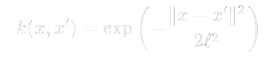 k(x, x′) = exp(−‖x − x′‖² / 2ℓ²)